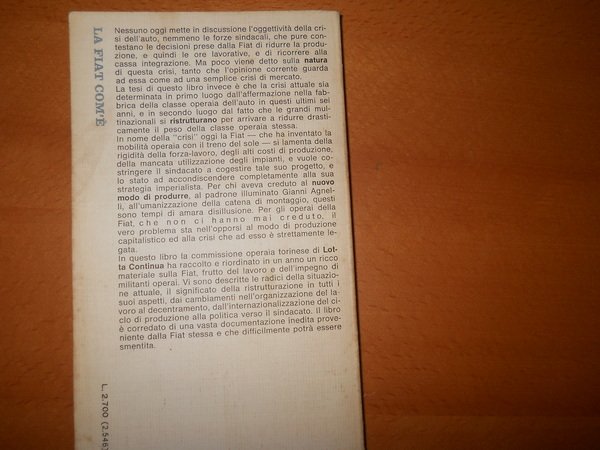 LA FIAT COM'È
Nessuno oggi mette in discussione l'oggettività della cri-
si dell'auto, nemmeno le forze sindacali, che pure con-
testano le decisioni prese dalla Fiat di ridurre la produ-
zione, e quindi le ore lavorative, e di ricorrere alla
cassa integrazione. Ma poco viene detto sulla natura
di questa crisi, tanto che l'opinione corrente guarda
ad essa come ad una semplice crisi di mercato.
La tesi di questo libro invece è che la crisi attuale sia
determinata in primo luogo dall'affermazione nella fab-
brica della classe operaia dell'auto in questi ultimi sei
anni, e in secondo luogo dal fatto che le grandi mul-
tinazionali si ristrutturano per arrivare a ridurre drasti-
camente il peso della classe operaia stessa.
In nome della "crisi" oggi la Fiat — che ha inventato la
mobilità operaia con il treno del sole — si lamenta della
rigidità della forza-lavoro, degli alti costi di produzione,
della mancata utilizzazione degli impianti, e vuole co-
stringere il sindacato a cogestire tale suo progetto, e
lo stato ad accondiscendere completamente alla sua
strategia imperialista. Per chi aveva creduto al nuovo
modo di produrre, al padrone illuminato Gianni Agnel-
li, all'umanizzazione della catena di montaggio, questi
sono tempi di amara disillusione. Per gli operai della
Fiat, che non ci hanno mai creduto, il
vero problema sta nell'opporsi al modo di produzione
capitalistico ed alla crisi che ad esso è strettamente le-
gata.
In questo libro la commissione operaia torinese di Lot-
ta Continua ha raccolto e riordinato in un anno un ricco
materiale sulla Fiat, frutto del lavoro e dell'impegno di
militanti operai. Vi sono descritte le radici della situazio-
ne attuale, il significato della ristrutturazione in tutti i
suoi aspetti, dai cambiamenti nell'organizzazione del la-
voro al decentramento, dall'internazionalizzazione del ci-
clo di produzione alla politica verso il sindacato. Il libro
è corredato di una vasta documentazione inedita prove-
niente dalla Fiat stessa e che difficilmente potrà essere
smentita.
L. 2.700 (2.546